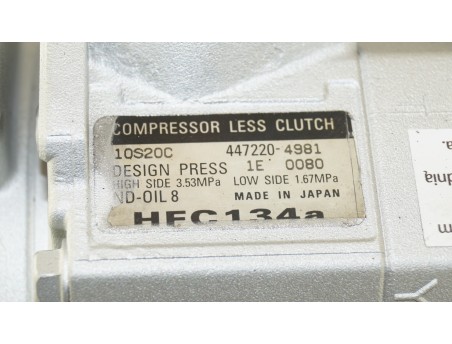 COMPRESSOR LESS CLUTCH
10S20C 447220-4981
DESIGN PRESS 1E 0080
HIGH SIDE 3.53MPa LOW SIDE 1.67MPa
ND-OIL 8 MADE IN JAPAN
HFC134a